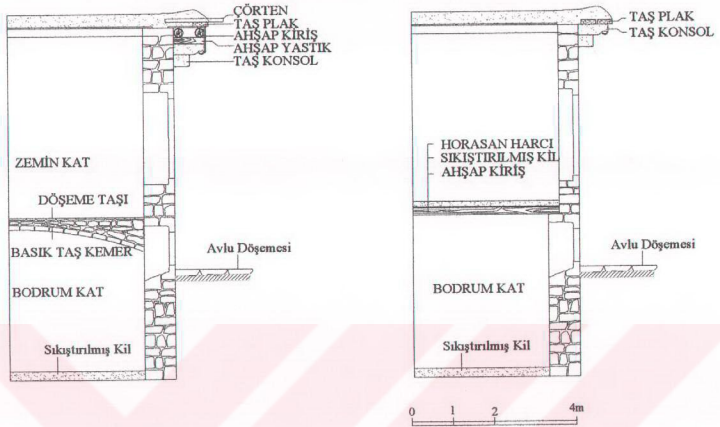 ÇÖRTEN
TAŞ PLAK
AHŞAP KİRİŞ
AHŞAP YASTIK
TAŞ KONSOL
ZEMİN KAT
DÖŞEME TAŞI
BASIK TAŞ KEMER
Avlu Döşemesi
BODRUM KAT
Sıkıştırılmış Kil
TAŞ PLAK
TAŞ KONSOL
HORASAN HARCI
SIKIŞTIRILMIŞ KİL
AHŞAP KİRİŞ
Avlu Döşemesi
BODRUM KAT
Sıkıştırılmış Kil
0 1 2 4m